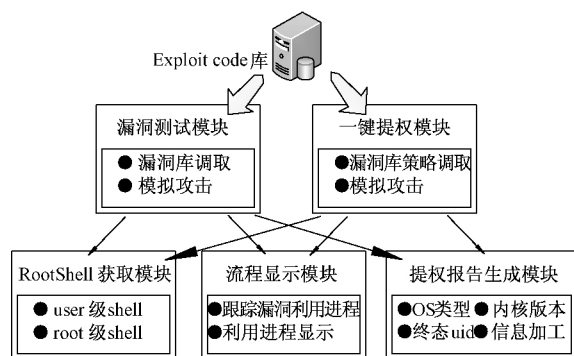 Exploit code库
漏洞测试模块
●漏洞库调取
●模拟攻击
一键提权模块
●漏洞库策略调取
●模拟攻击
RootShell 获取模块
●user 级shell
●root 级shell
流程显示模块
●跟踪漏洞利用进程
●利用进程显示
提权报告生成模块
●OS类型 ●内核版本
●终态uid ●信息加工